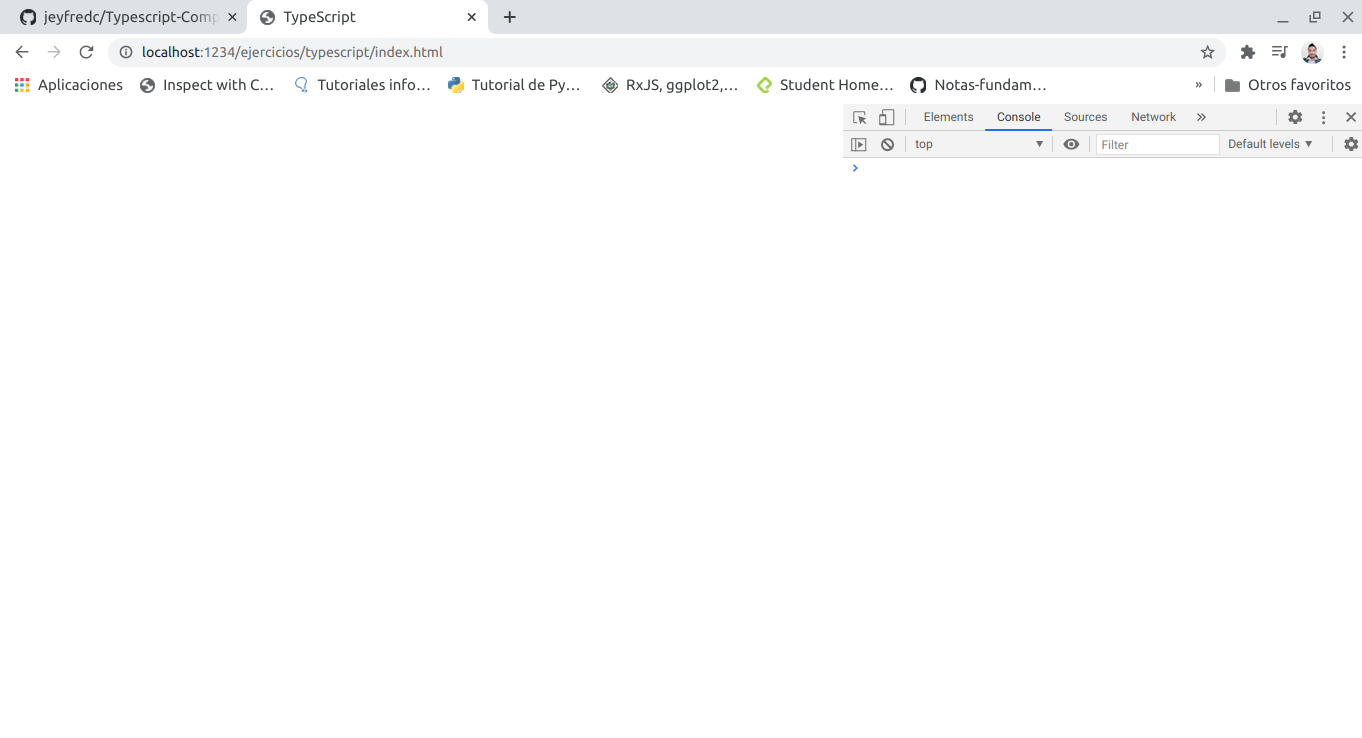 jeyfredc/Typescript-Comp
TypeScript
localhost:1234/ejercicios/typescript/index.html
Aplicaciones Inspect with C… Tutoriales info… Tutorial de Py… RxJS, ggplot2,… Student Home… Notas-fundam… » Otros favoritos
Elements Console Sources Network »
top Filter Default levels